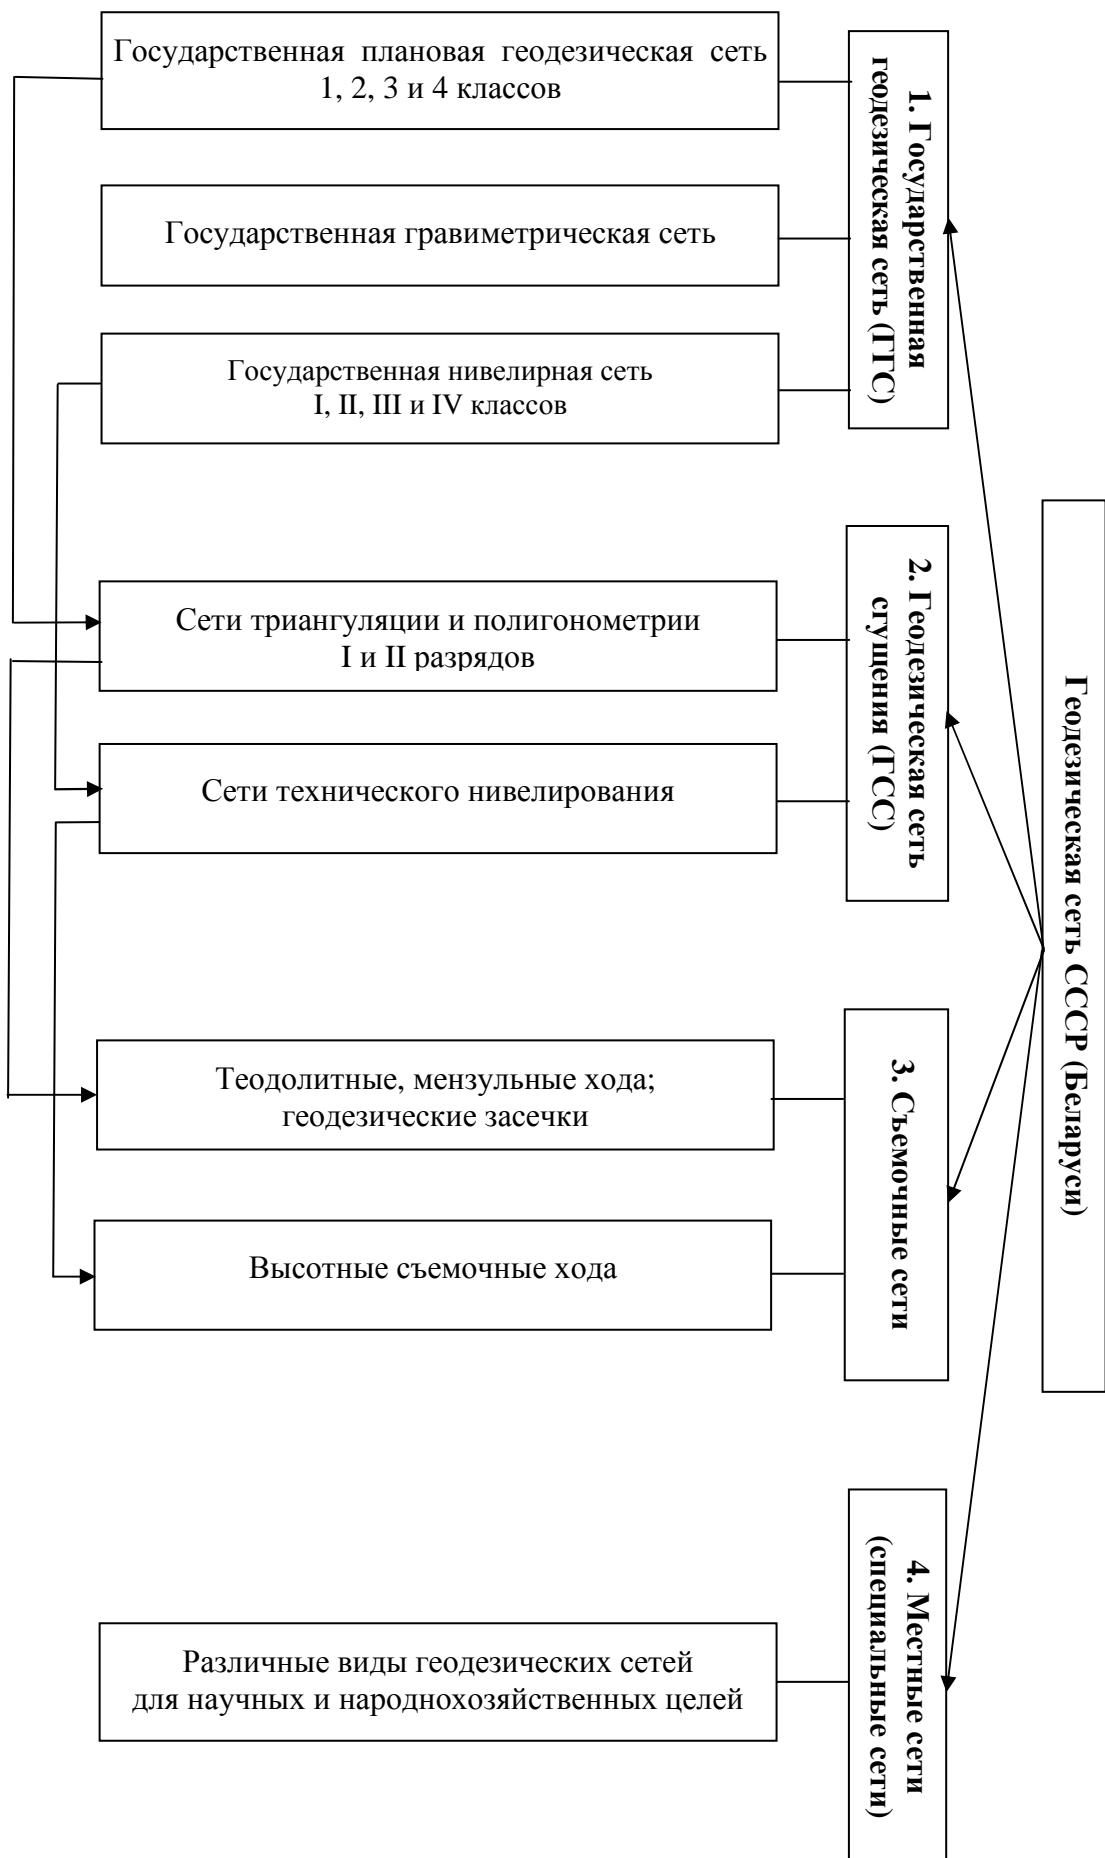 Геодезическая сеть СССР (Беларуси)
1. Государственная
геодезическая сеть (ГГС)
Государственная плановая геодезическая сеть
1, 2, 3 и 4 классов
Государственная гравиметрическая сеть
Государственная нивелирная сеть
I, II, III и IV классов
2. Геодезическая сеть
сгущения (ГСС)
Сети триангуляции и полигонометрии
I и II разрядов
Сети технического нивелирования
3. Съемочные сети
Теодолитные, мензульные хода;
геодезические засечки
Высотные съемочные хода
4. Местные сети
(специальные сети)
Различные виды геодезических сетей
для научных и народнохозяйственных целей